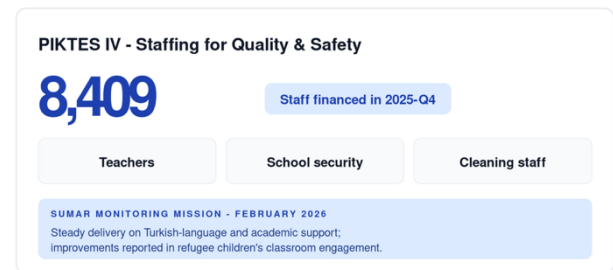 PIKTES IV - Staffing for Quality & Safety
8,409
Staff financed in 2025-Q4
Teachers
School security
Cleaning staff
SUMAR MONITORING MISSION - FEBRUARY 2026
Steady delivery on Turkish-language and academic support;
improvements reported in refugee children's classroom engagement.